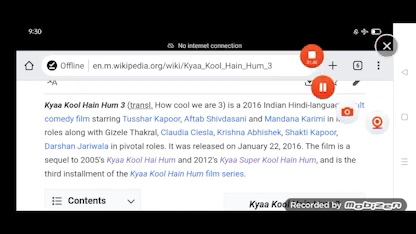 9:30
No internet connection
Offline en.m.wikipedia.org/wiki/Kyaa_Kool_Hain_Hum_3
Kyaa Kool Hain Hum 3 (transl. How cool we are 3) is a 2016 Indian Hindi-language
comedy film starring Tusshar Kapoor, Aftab Shivdasani and Mandana Karimi in
roles along with Gizele Thakral, Claudia Ciesla, Krishna Abhishek, Shakti Kapoor,
Darshan Jariwala in pivotal roles. It was released on January 22, 2016. The film is a
sequel to 2005's Kyaa Kool Hai Hum and 2012's Kyaa Super Kool Hain Hum, and is the
third installment of the Kyaa Kool Hain Hum film series.
Contents
Recorded by mobizen